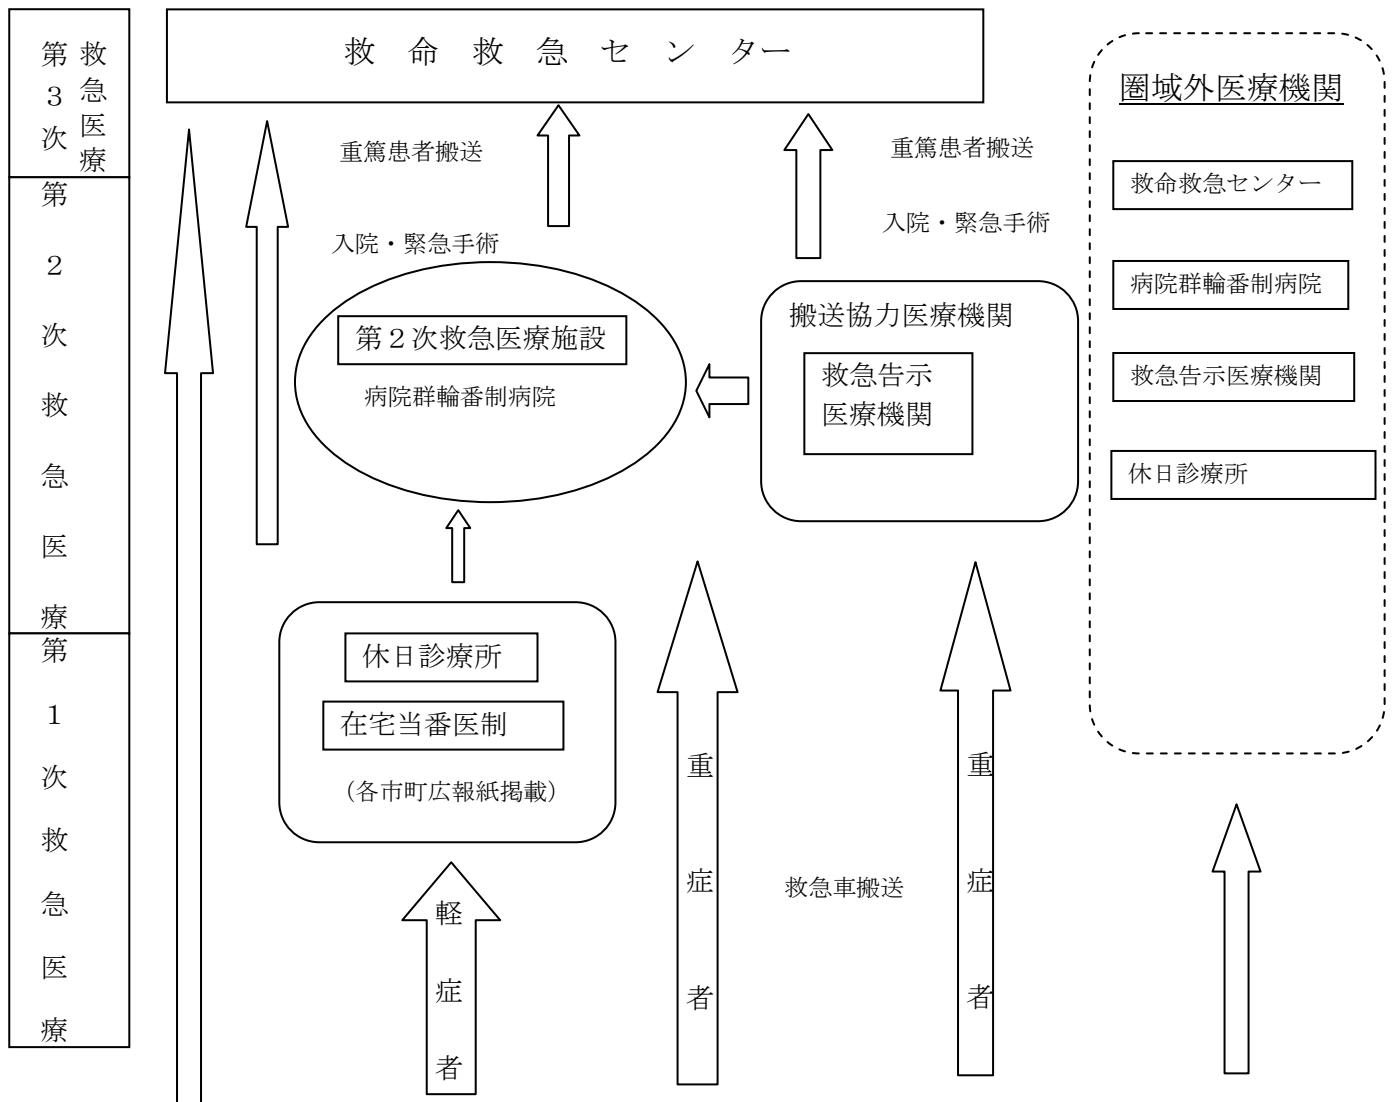 第３次
救急医療
第２次救急医療
第１次救急医療
救命救急センター
重篤患者搬送
入院・緊急手術
第２次救急医療施設
病院群輪番制病院
重篤患者搬送
入院・緊急手術
搬送協力医療機関
救急告示
医療機関
休日診療所
在宅当番医制
（各市町広報紙掲載）
軽症者
重症者
救急車搬送
重症者
圏域外医療機関
救命救急センター
病院群輪番制病院
救急告示医療機関
休日診療所